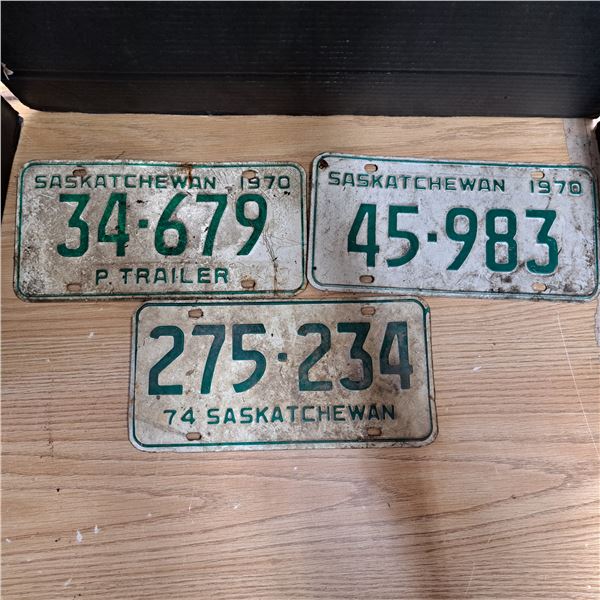 SASKATCHEWAN 1970
34-679
P. TRAILER
SASKATCHEWAN 1970
45-983
275-234
74 SASKATCHEWAN